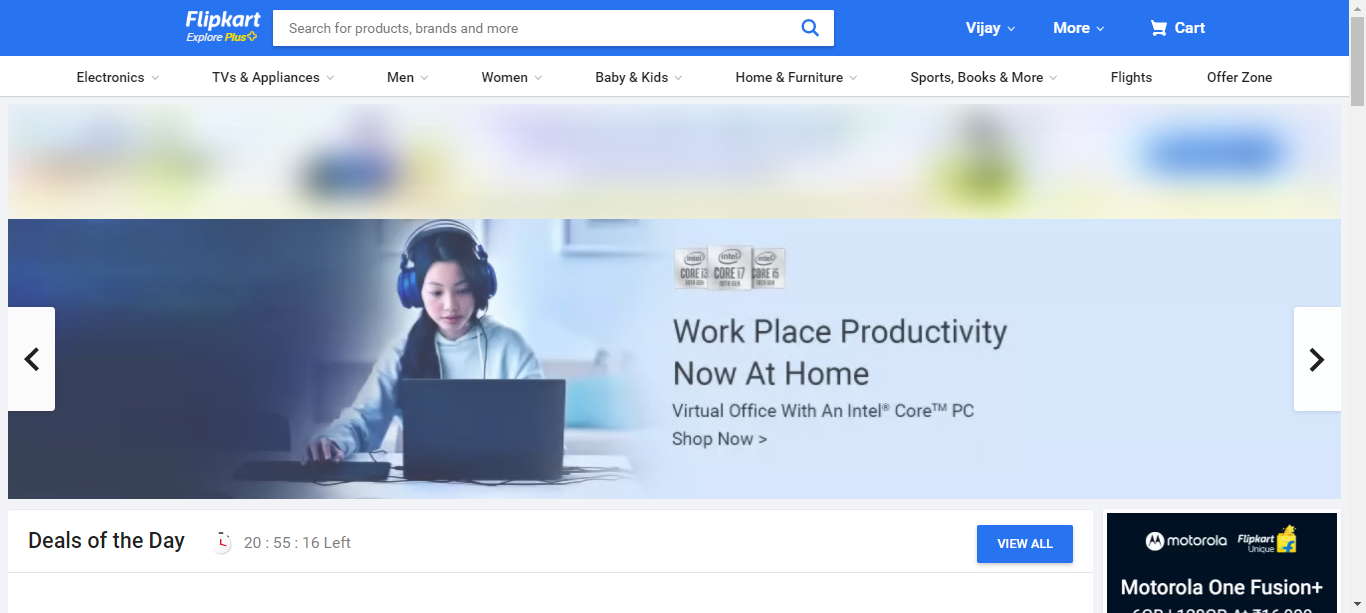 Flipkart
Explore Plus
Search for products, brands and more
Vijay
More
Cart
Electronics
TVs & Appliances
Men
Women
Baby & Kids
Home & Furniture
Sports, Books & More
Flights
Offer Zone
intel intel intel
CORE i3 CORE i7 CORE i5
10TH GEN 10TH GEN 10TH GEN
Work Place Productivity
Now At Home
Virtual Office With An Intel® Core™ PC
Shop Now >
Deals of the Day
20 : 55 : 16 Left
VIEW ALL
motorola
Flipkart
Unique
Motorola One Fusion+